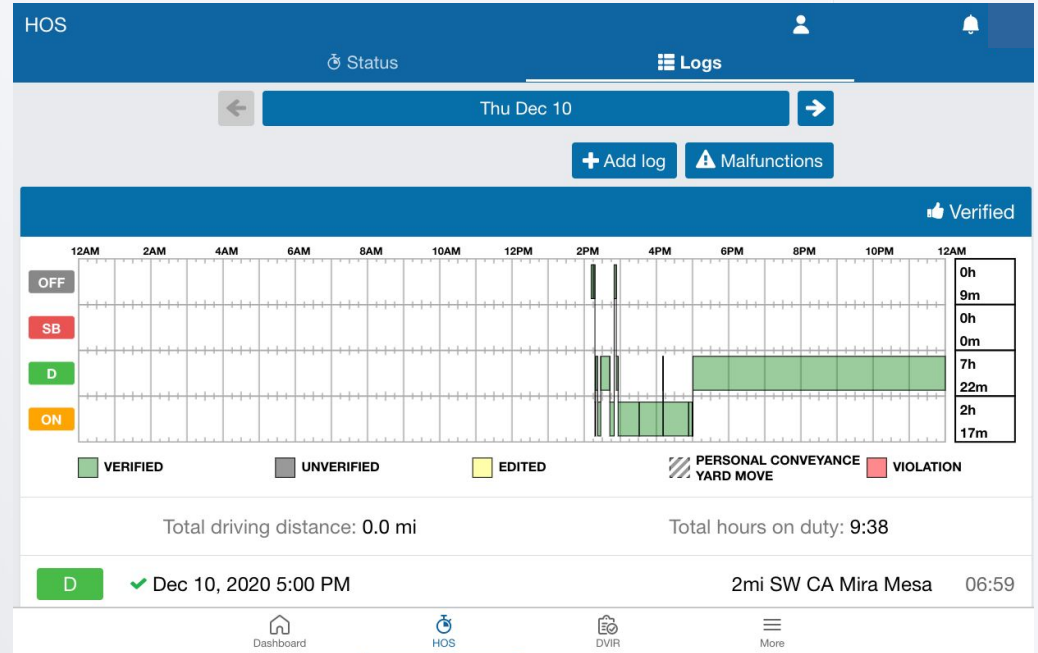 HOS
Status Logs
Thu Dec 10
Add log Malfunctions
Verified
12AM 2AM 4AM 6AM 8AM 10AM 12PM 2PM 4PM 6PM 8PM 10PM 12AM
OFF 0h
9m
SB 0h
0m
D 7h
22m
ON 2h
17m
VERIFIED UNVERIFIED EDITED PERSONAL CONVEYANCE VIOLATION
YARD MOVE
Total driving distance: 0.0 mi Total hours on duty: 9:38
D Dec 10, 2020 5:00 PM 2mi SW CA Mira Mesa 06:59
Dashboard HOS DVIR More